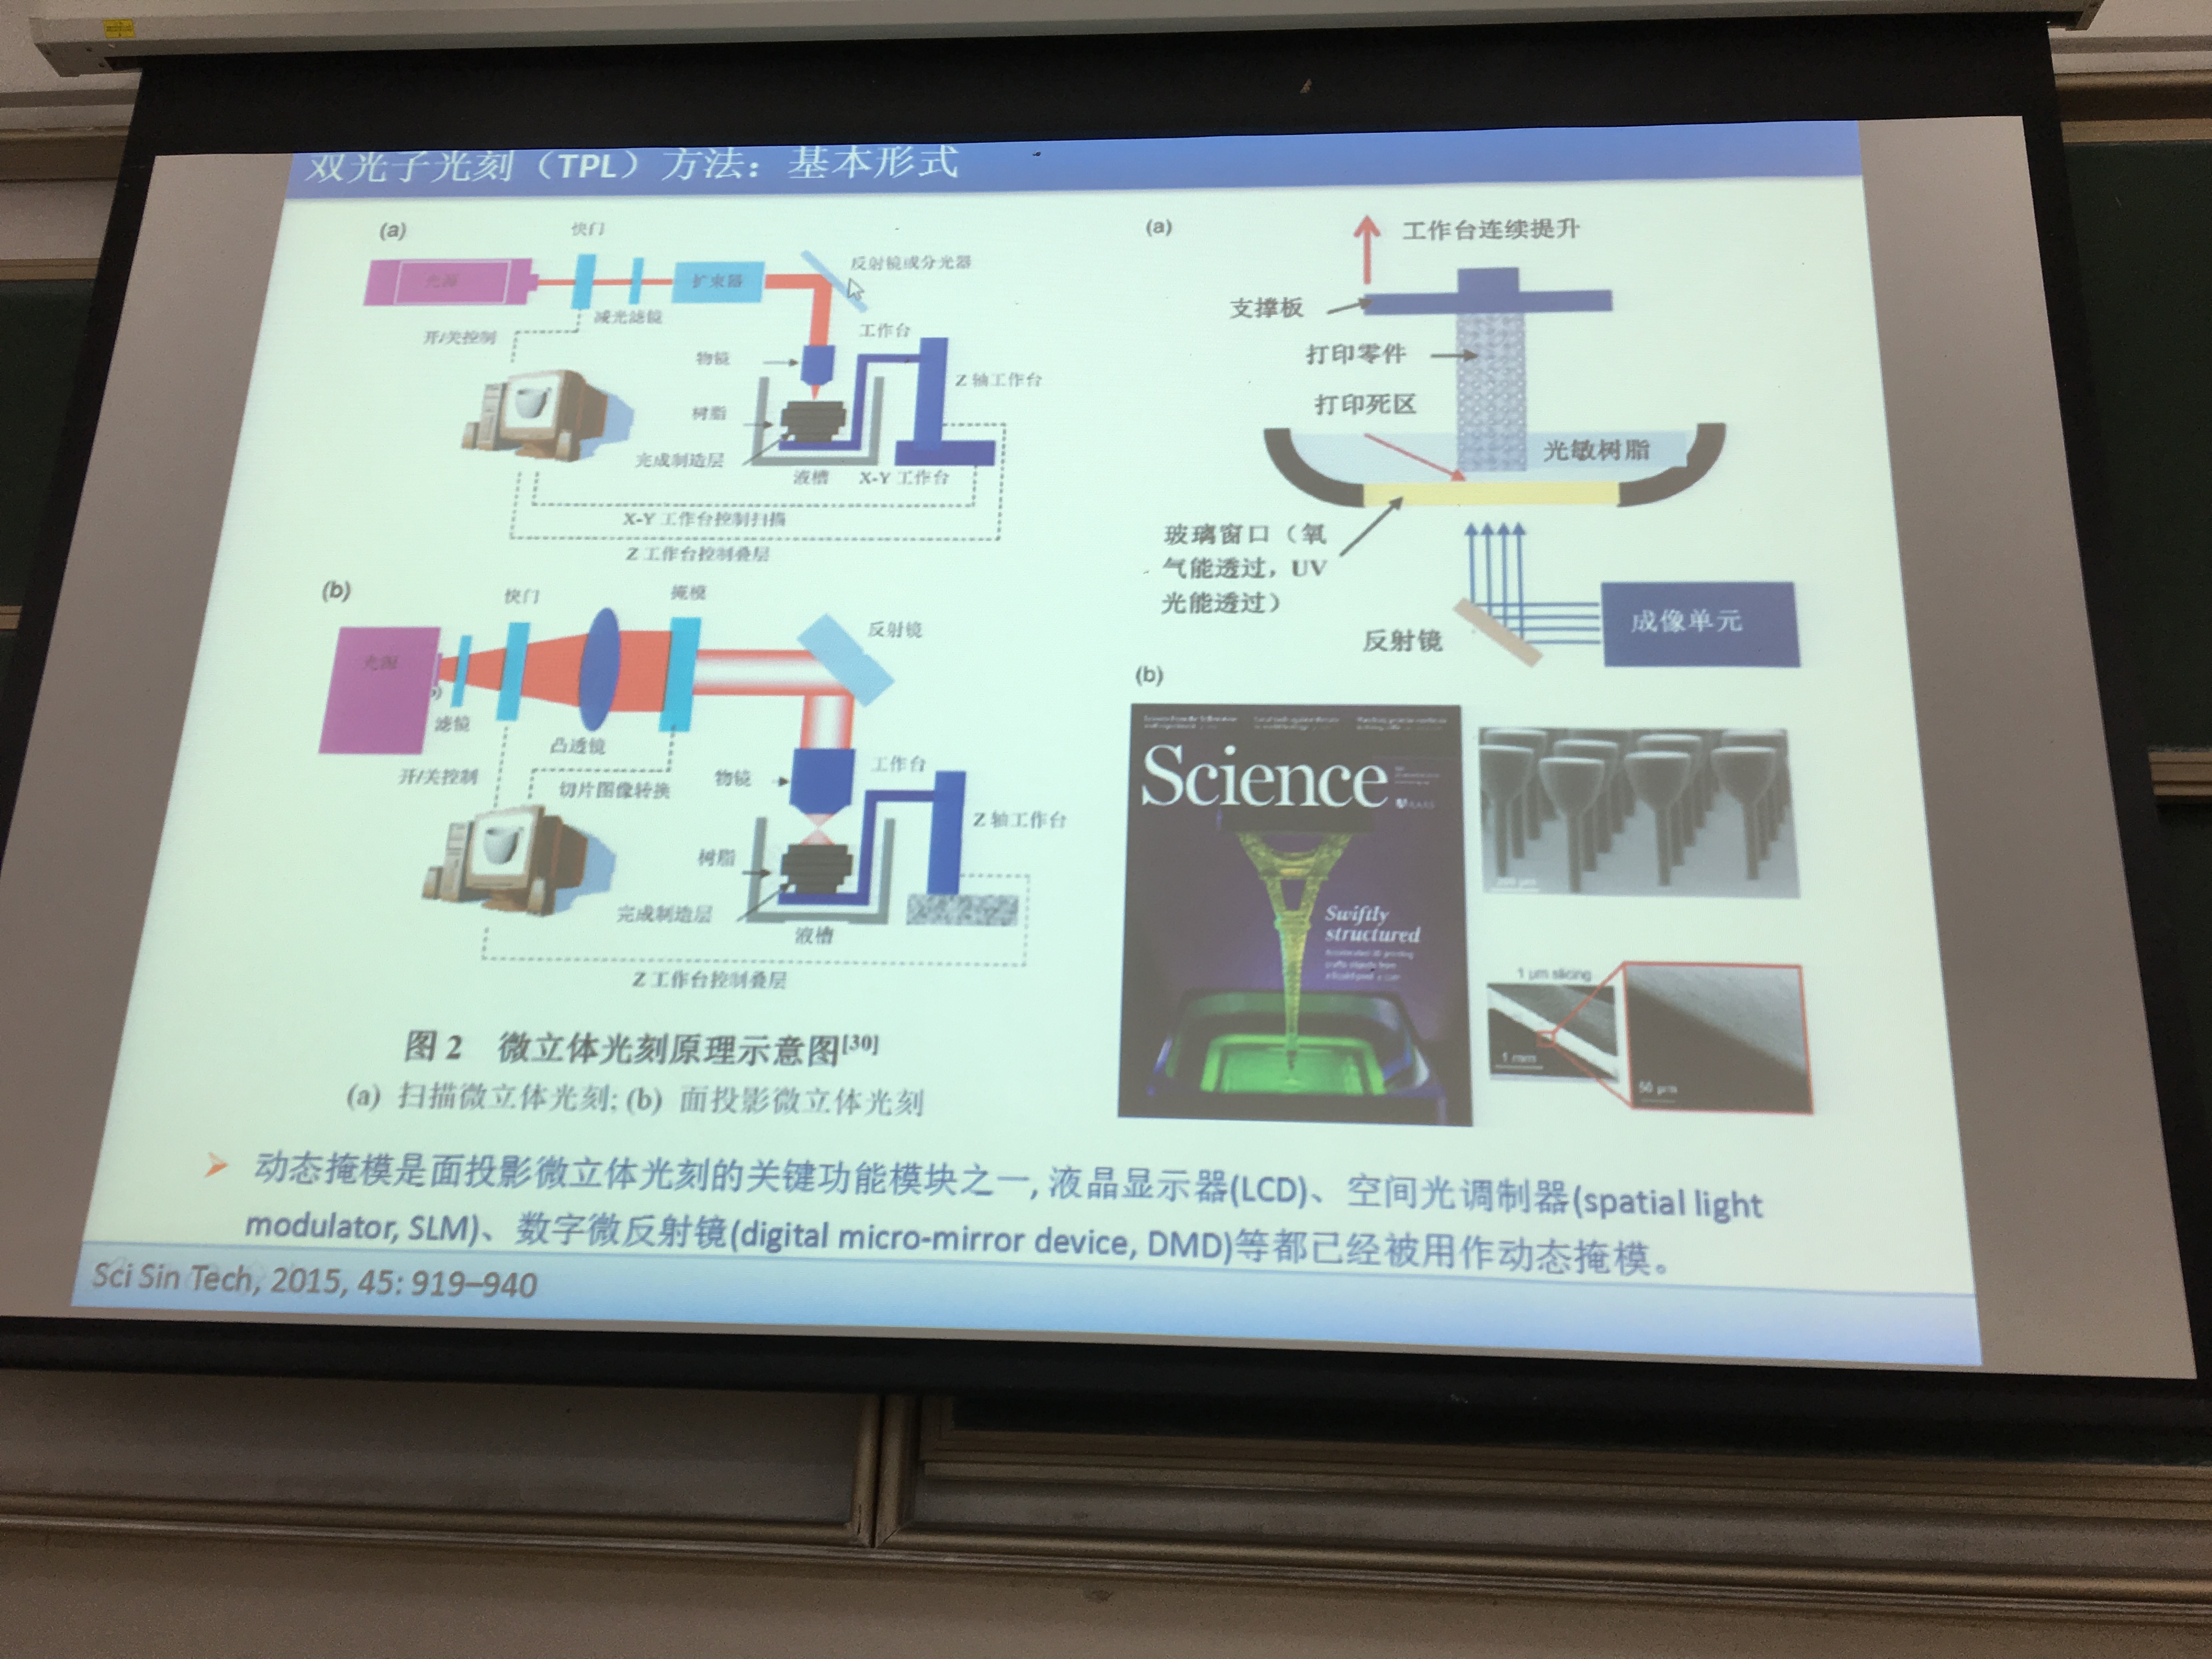 双光子光刻（TPL）方法：基本形式
(a)
快门
光源
扩束器
反射镜或分光器
减光滤镜
开/关控制
工作台
物镜
Z 轴工作台
树脂
完成制造层
液槽
X-Y 工作台
X-Y 工作台控制扫描
Z 工作台控制叠层
(b)
快门
掩模
反射镜
光源
滤镜
凸透镜
开/关控制
切片图像转换
物镜
工作台
Z 轴工作台
树脂
完成制造层
液槽
Z 工作台控制叠层
图 2 微立体光刻原理示意图[30]
(a) 扫描微立体光刻; (b) 面投影微立体光刻
(a)
工作台连续提升
支撑板
打印零件
打印死区
光敏树脂
玻璃窗口（氧
气能透过，UV
光能透过）
反射镜
成像单元
(b)
Science
AAAS
Swiftly
structured
1 µm slicing
1 mm
50 µm
动态掩模是面投影微立体光刻的关键功能模块之一, 液晶显示器(LCD)、空间光调制器(spatial light
modulator, SLM)、数字微反射镜(digital micro-mirror device, DMD)等都已经被用作动态掩模。
Sci Sin Tech, 2015, 45: 919–940